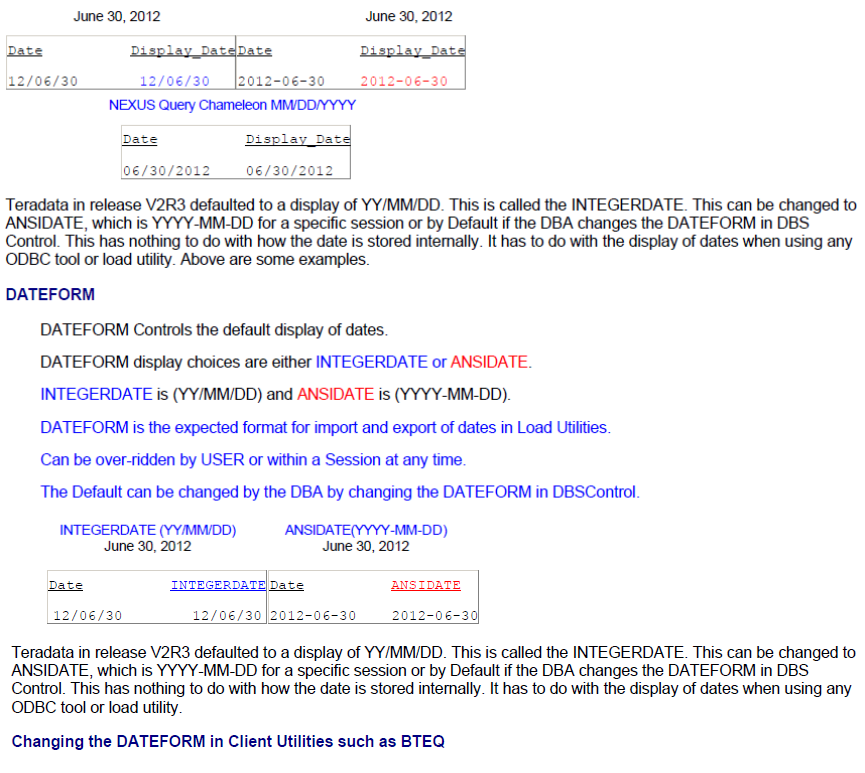 June 30, 2012 June 30, 2012
Date Display_Date Date Display_Date
12/06/30 12/06/30 2012-06-30 2012-06-30
NEXUS Query Chameleon MM/DD/YYYY
Date Display_Date
06/30/2012 06/30/2012
Teradata in release V2R3 defaulted to a display of YY/MM/DD. This is called the INTEGERDATE. This can be changed to
ANSIDATE, which is YYYY-MM-DD for a specific session or by Default if the DBA changes the DATEFORM in DBS
Control. This has nothing to do with how the date is stored internally. It has to do with the display of dates when using any
ODBC tool or load utility. Above are some examples.
DATEFORM
DATEFORM Controls the default display of dates.
DATEFORM display choices are either INTEGERDATE or ANSIDATE.
INTEGERDATE is (YY/MM/DD) and ANSIDATE is (YYYY-MM-DD).
DATEFORM is the expected format for import and export of dates in Load Utilities.
Can be over-ridden by USER or within a Session at any time.
The Default can be changed by the DBA by changing the DATEFORM in DBSControl.
INTEGERDATE (YY/MM/DD) ANSIDATE(YYYY-MM-DD)
June 30, 2012 June 30, 2012
Date INTEGERDATE Date ANSIDATE
12/06/30 12/06/30 2012-06-30 2012-06-30
Teradata in release V2R3 defaulted to a display of YY/MM/DD. This is called the INTEGERDATE. This can be changed to
ANSIDATE, which is YYYY-MM-DD for a specific session or by Default if the DBA changes the DATEFORM in DBS
Control. This has nothing to do with how the date is stored internally. It has to do with the display of dates when using any
ODBC tool or load utility.
Changing the DATEFORM in Client Utilities such as BTEQ